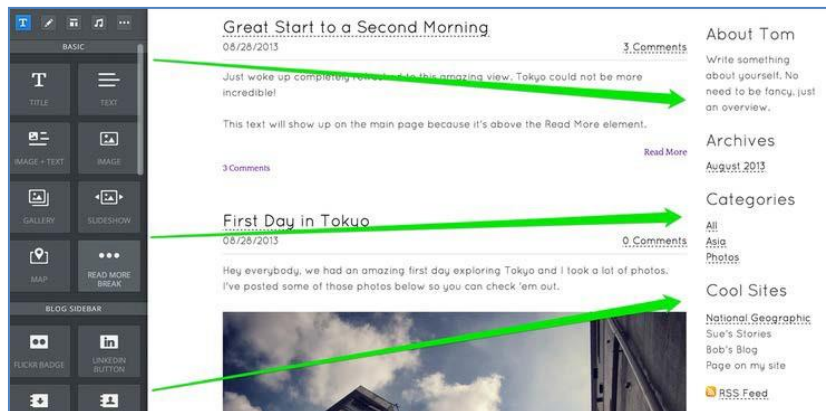 T
BASIC
T
TITLE
TEXT
IMAGE + TEXT
IMAGE
GALLERY
SLIDESHOW
MAP
READ MORE
BREAK
BLOG SIDEBAR
FLICKR BADGE
in
LINKEDIN
BUTTON
Great Start to a Second Morning
08/28/2013
3 Comments
Just woke up completely refreshed to this amazing view. Tokyo could not be more
incredible!
This text will show up on the main page because it's above the Read More element.
Read More
3 Comments
First Day in Tokyo
08/28/2013
0 Comments
Hey everybody, we had an amazing first day exploring Tokyo and I took a lot of photos.
I've posted some of those photos below so you can check 'em out.
About Tom
Write something
about yourself. No
need to be fancy, just
an overview.
Archives
August 2013
Categories
All
Asia
Photos
Cool Sites
National Geographic
Sue's Stories
Bob's Blog
Page on my site
RSS Feed